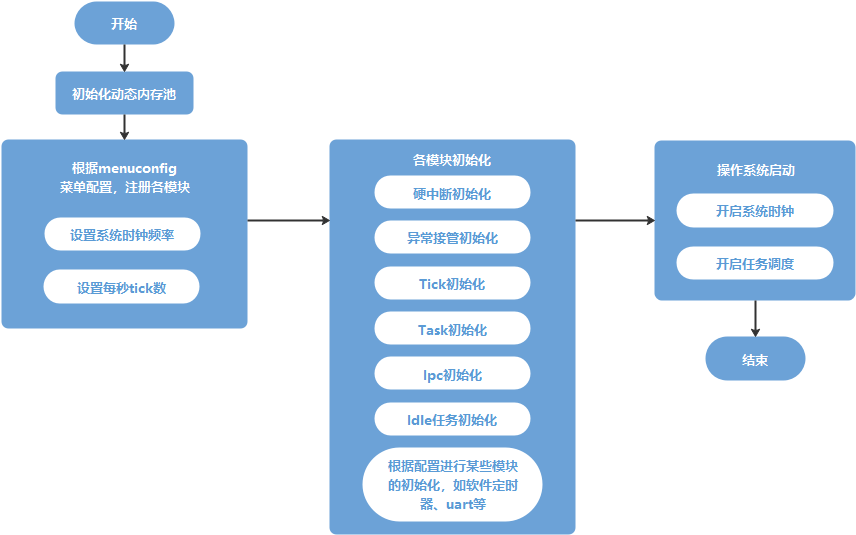 开始
初始化动态内存池
根据menuconfig
菜单配置，注册各模块
设置系统时钟频率
设置每秒tick数
各模块初始化
硬中断初始化
异常接管初始化
Tick初始化
Task初始化
Ipc初始化
Idle任务初始化
根据配置进行某些模块
的初始化，如软件定时
器、uart等
操作系统启动
开启系统时钟
开启任务调度
结束